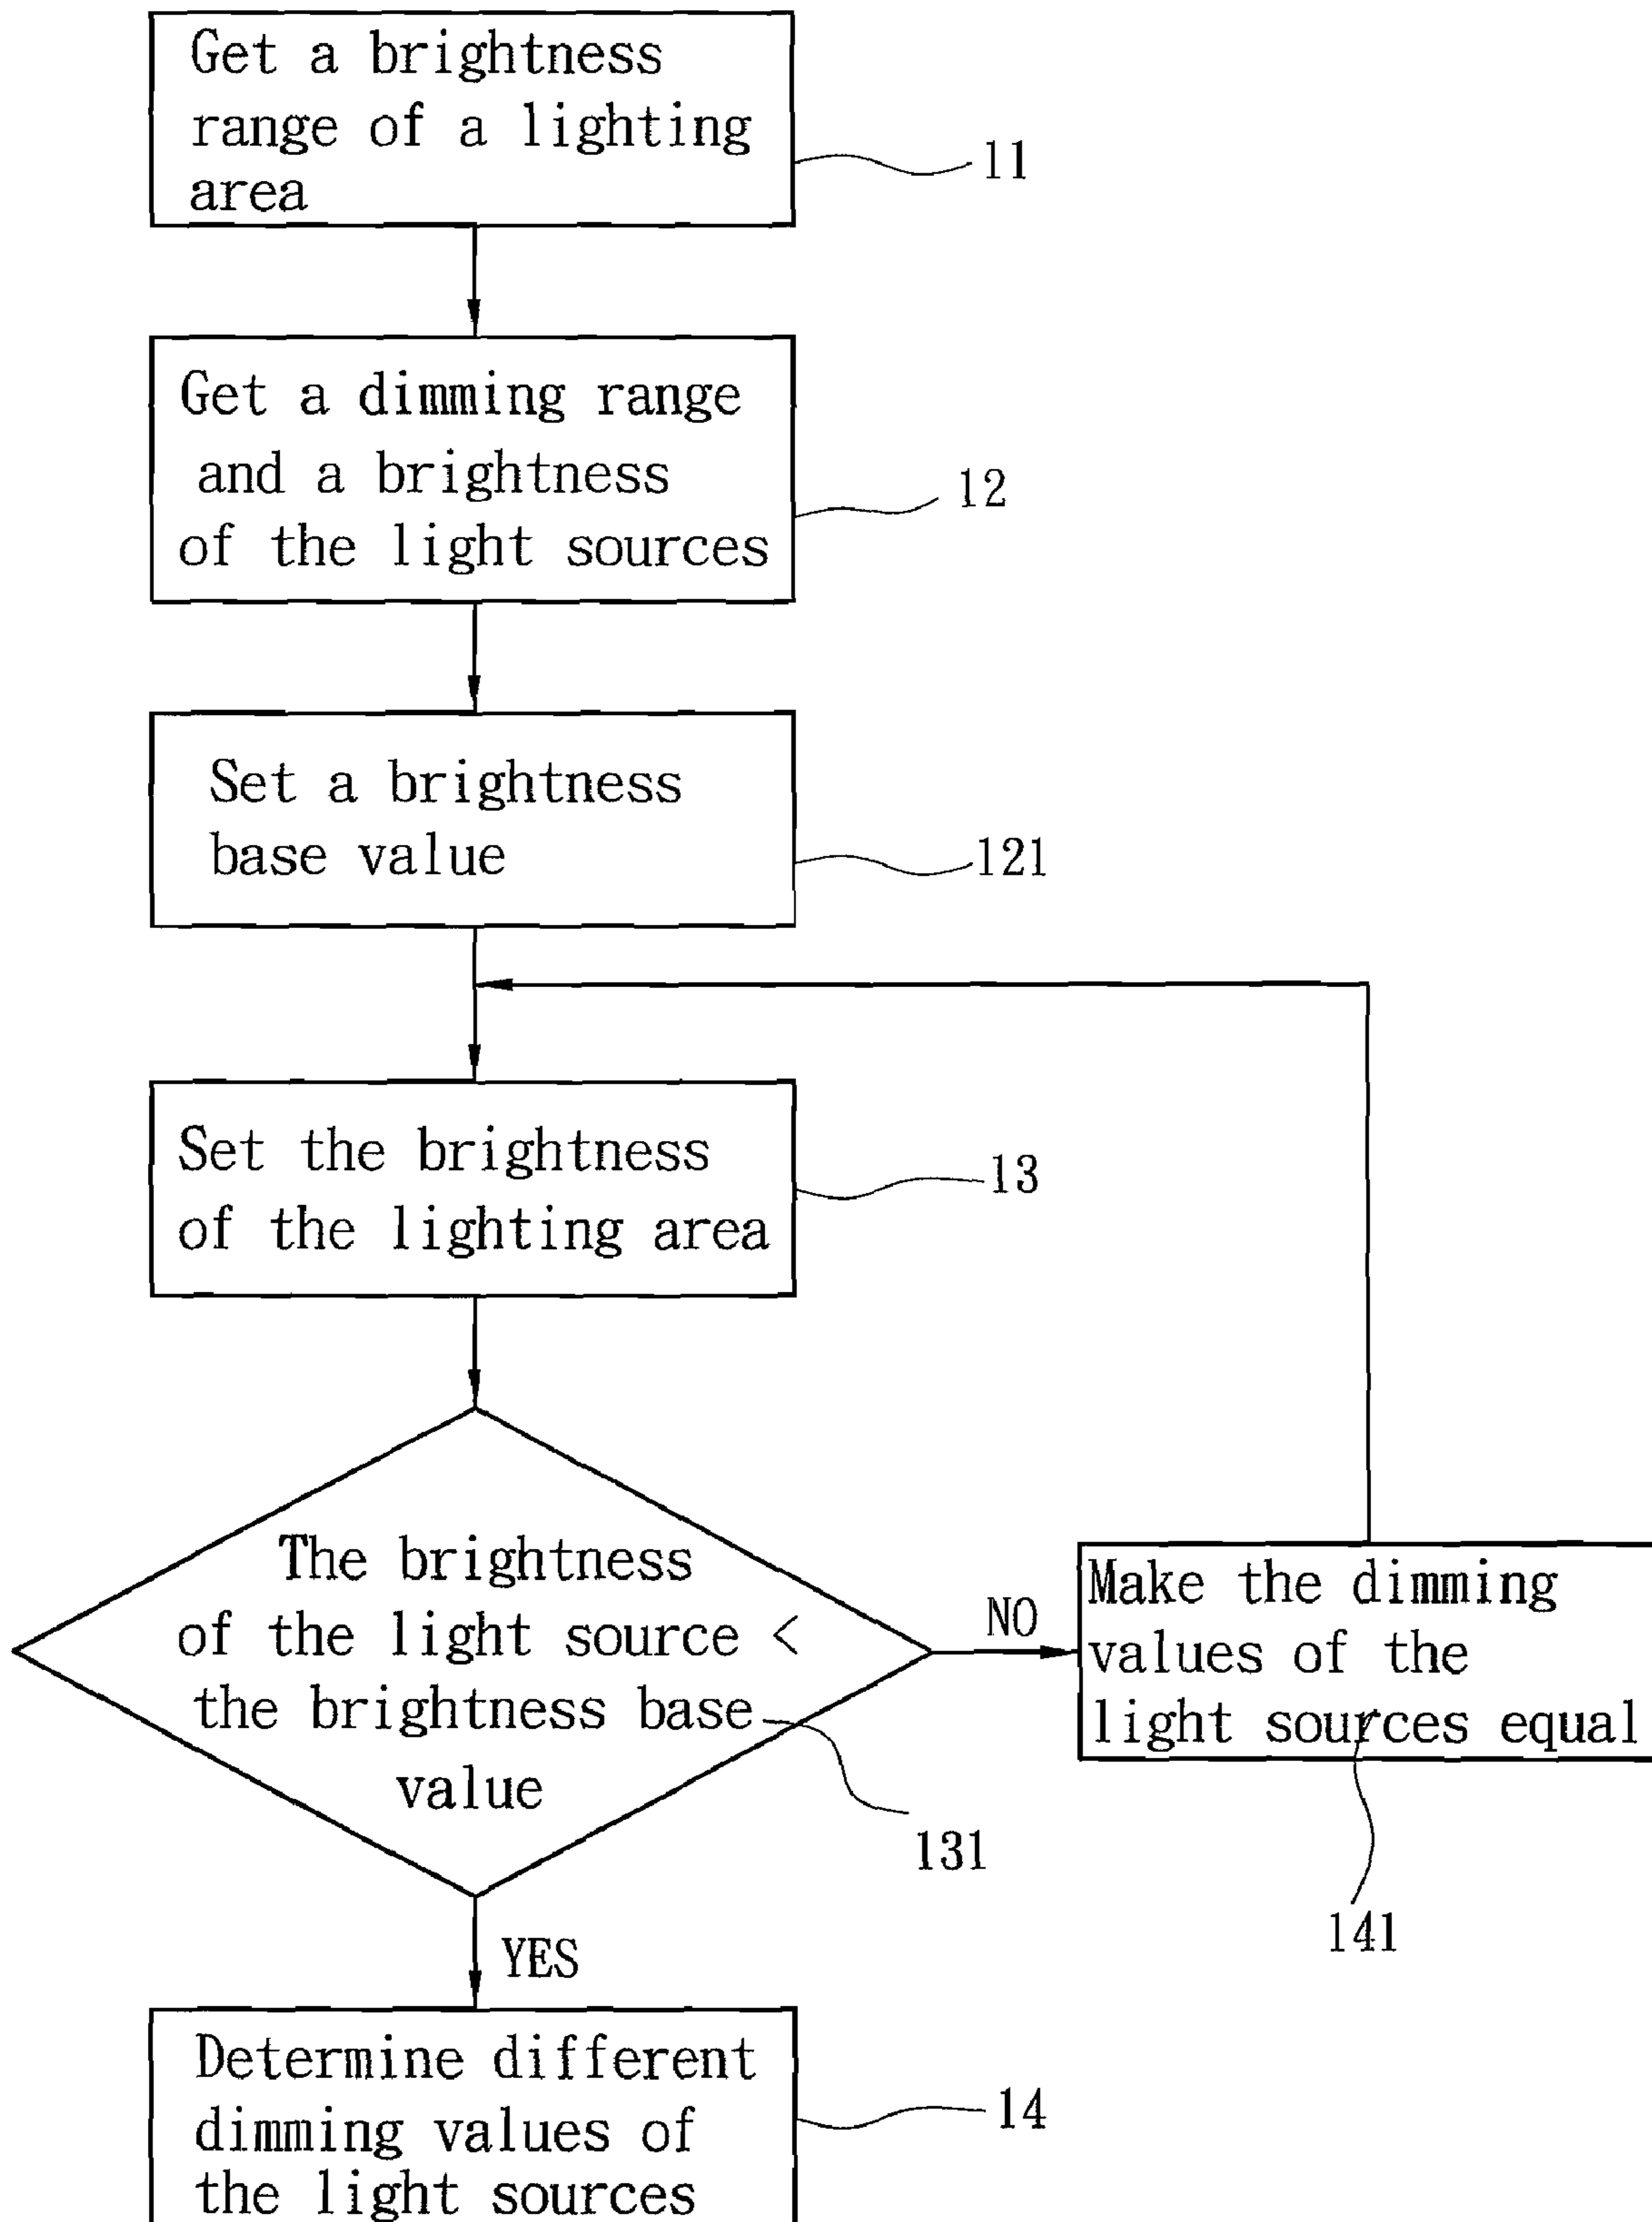 Get a brightness
range of a lighting
area
11
Get a dimming range
and a brightness
of the light sources
12
Set a brightness
base value
121
Set the brightness
of the lighting area
13
The brightness
of the light source <
the brightness base
value
131
NO
Make the dimming
values of the
light sources equal
141
YES
Determine different
dimming values of
the light sources
14